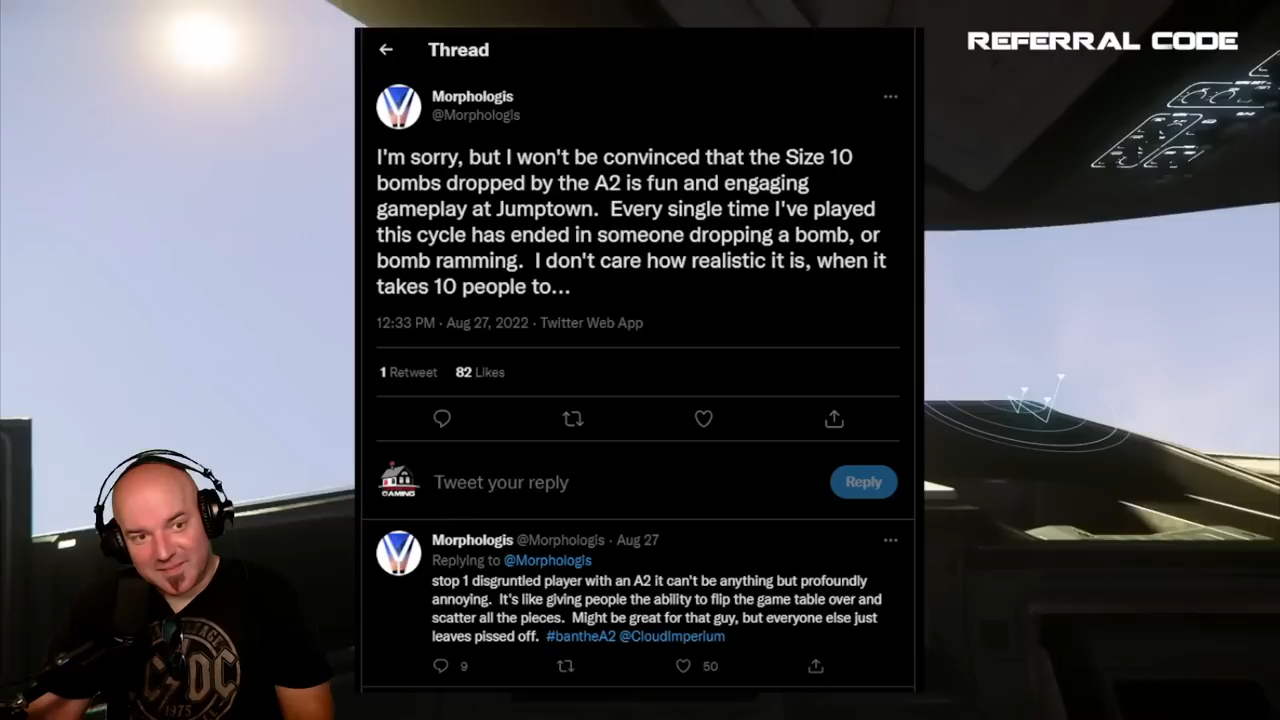 REFERRAL CODE
Thread
Morphologis
@Morphologis
I'm sorry, but I won't be convinced that the Size 10
bombs dropped by the A2 is fun and engaging
gameplay at Jumptown.  Every single time I've played
this cycle has ended in someone dropping a bomb, or
bomb ramming.  I don't care how realistic it is, when it
takes 10 people to...
12:33 PM · Aug 27, 2022 · Twitter Web App
1 Retweet 82 Likes
GAMING
Tweet your reply
Reply
Morphologis @Morphologis · Aug 27
Replying to @Morphologis
stop 1 disgruntled player with an A2 it can't be anything but profoundly
annoying.  It's like giving people the ability to flip the game table over and
scatter all the pieces.  Might be great for that guy, but everyone else just
leaves pissed off.  #bantheA2 @CloudImperium
9 50
DC
1975